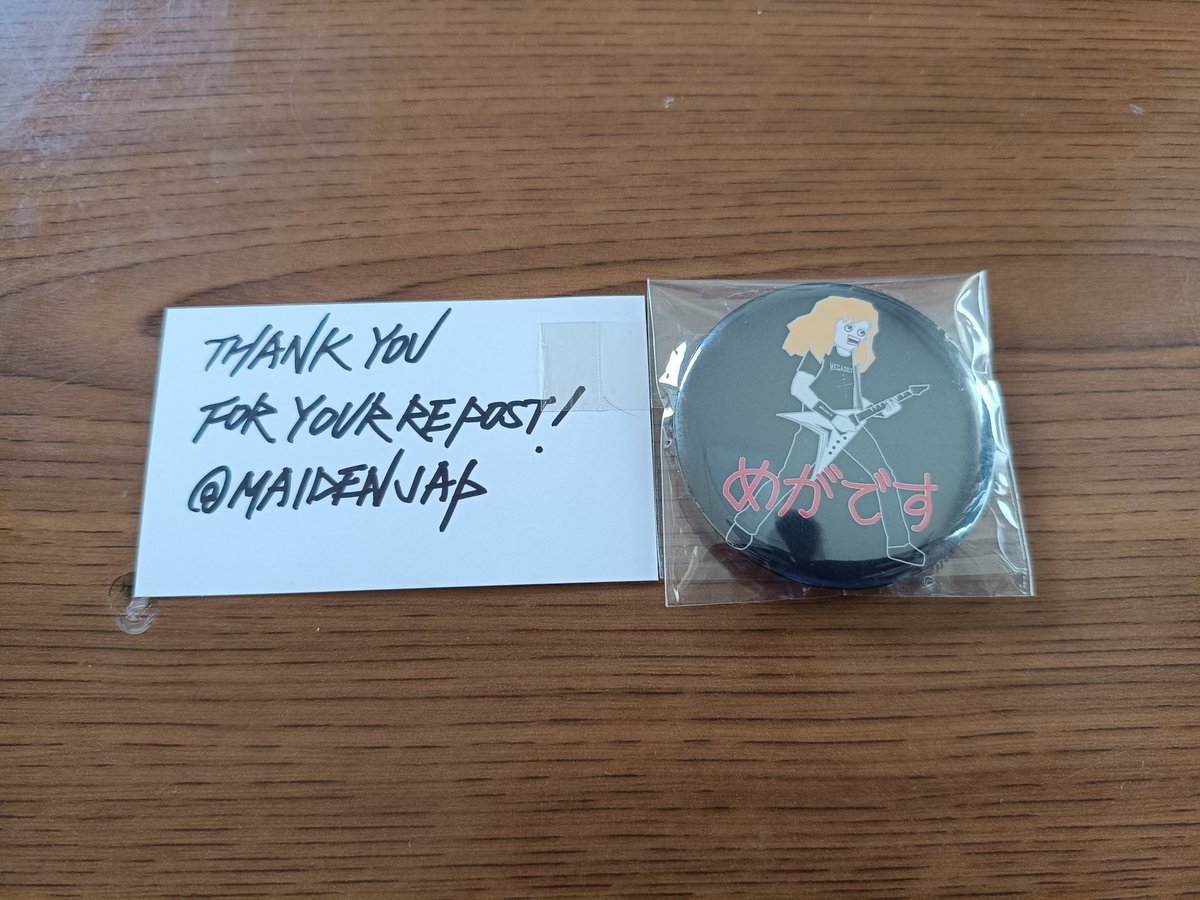 THANK YOU
FOR YOUR REPOST!
@MAIDENJAP
MEGADETH
めがです